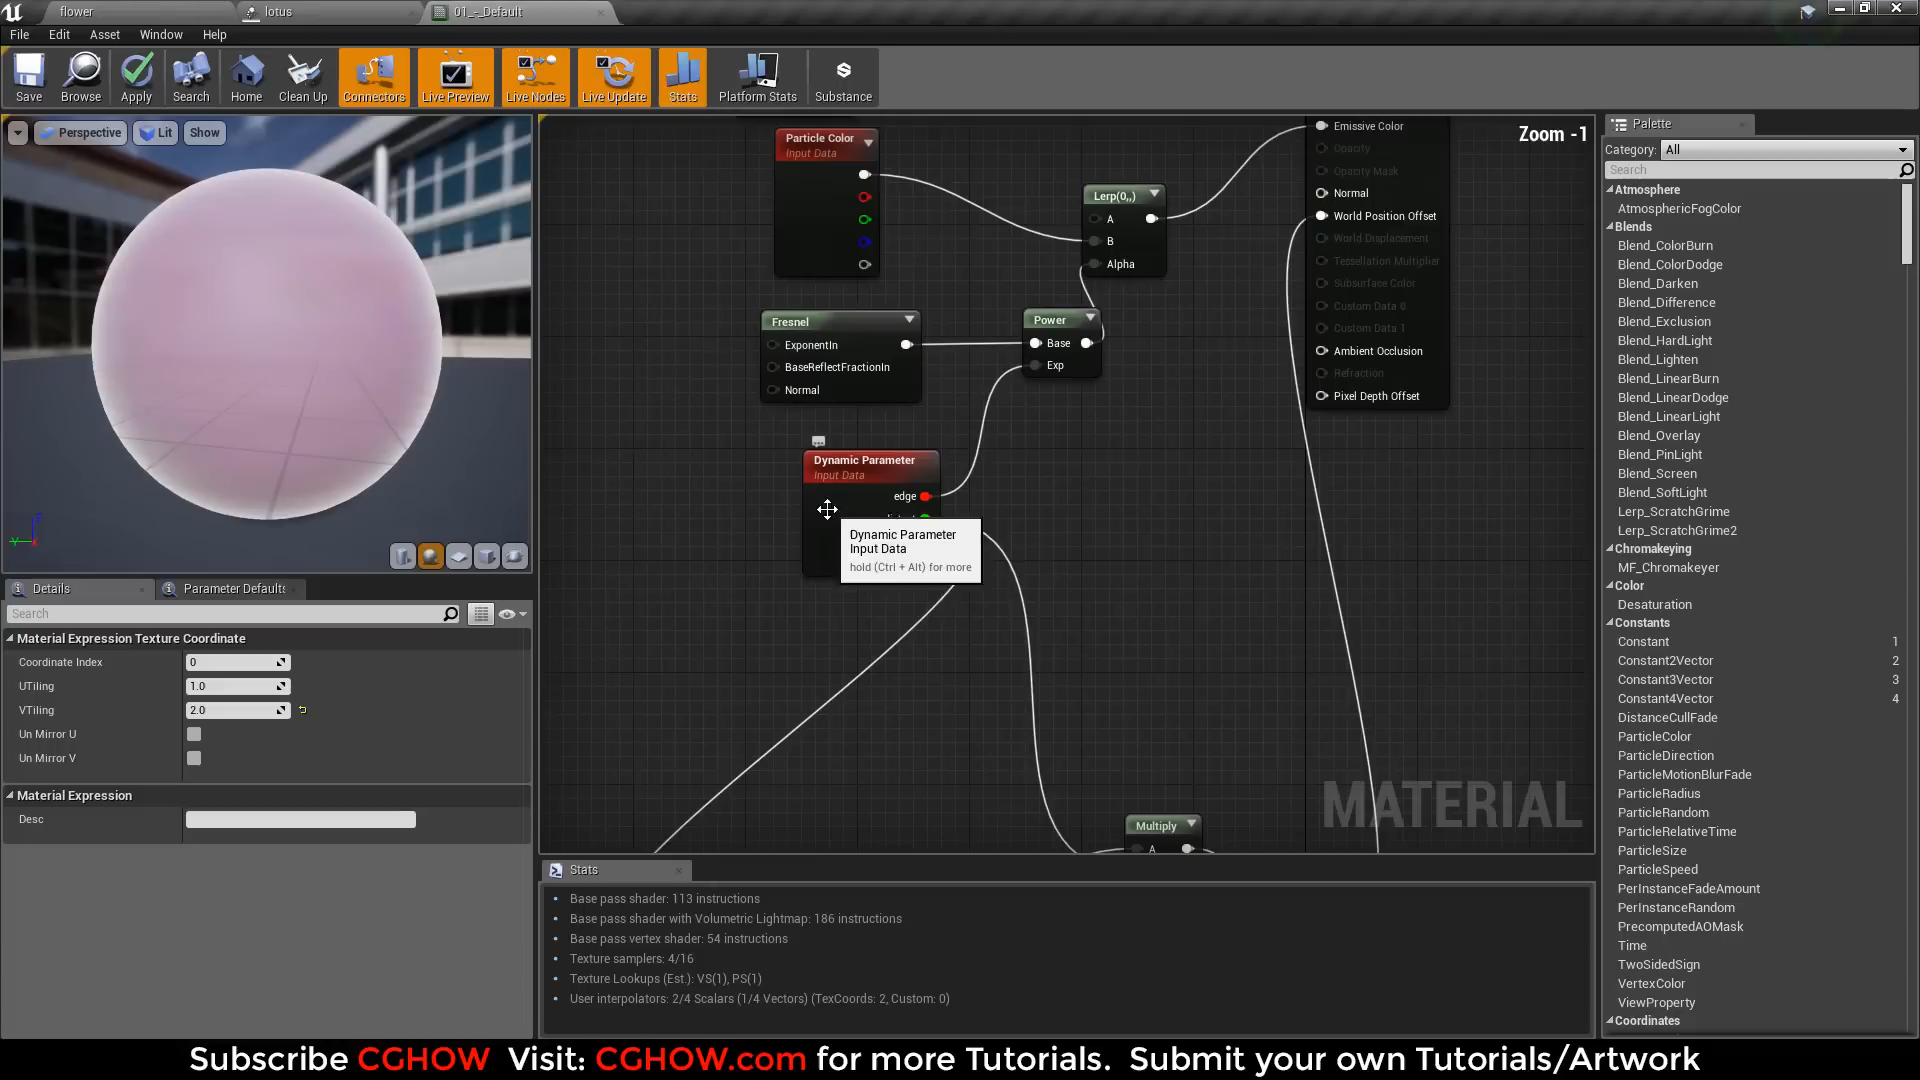 flower
lotus
01_-_Default
File Edit Asset Window Help
Save
Browse
Apply
Search
Home
Clean Up
Connectors
Live Preview
Live Nodes
Live Update
Stats
Platform Stats
Substance
Perspective
Lit
Show
Zoom -1
Particle Color
Input Data
Lerp(0,,)
A
B
Alpha
Fresnel
ExponentIn
BaseReflectFractionIn
Normal
Power
Base
Exp
Dynamic Parameter
Input Data
edge
Dynamic Parameter
Input Data
hold (Ctrl + Alt) for more
Multiply
A
Emissive Color
Opacity
Opacity Mask
Normal
World Position Offset
World Displacement
Tessellation Multiplier
Subsurface Color
Custom Data 0
Custom Data 1
Ambient Occlusion
Refraction
Pixel Depth Offset
MATERIAL
Details
Parameter Defaults
Search
Material Expression Texture Coordinate
Coordinate Index 0
UTiling 1.0
VTiling 2.0
Un Mirror U
Un Mirror V
Material Expression
Desc
Stats
Base pass shader: 113 instructions
Base pass shader with Volumetric Lightmap: 186 instructions
Base pass vertex shader: 54 instructions
Texture samplers: 4/16
Texture Lookups (Est.): VS(1), PS(1)
User interpolators: 2/4 Scalars (1/4 Vectors) (TexCoords: 2, Custom: 0)
Palette
Category: All
Search
Atmosphere
AtmosphericFogColor
Blends
Blend_ColorBurn
Blend_ColorDodge
Blend_Darken
Blend_Difference
Blend_Exclusion
Blend_HardLight
Blend_Lighten
Blend_LinearBurn
Blend_LinearDodge
Blend_LinearLight
Blend_Overlay
Blend_PinLight
Blend_Screen
Blend_SoftLight
Lerp_ScratchGrime
Lerp_ScratchGrime2
Chromakeying
MF_Chromakeyer
Color
Desaturation
Constants
Constant 1
Constant2Vector 2
Constant3Vector 3
Constant4Vector 4
DistanceCullFade
ParticleColor
ParticleDirection
ParticleMotionBlurFade
ParticleRadius
ParticleRandom
ParticleRelativeTime
ParticleSize
ParticleSpeed
PerInstanceFadeAmount
PerInstanceRandom
PrecomputedAOMask
Time
TwoSidedSign
VertexColor
ViewProperty
Coordinates
Subscribe CGHOW Visit: CGHOW.com for more Tutorials. Submit your own Tutorials/Artwork